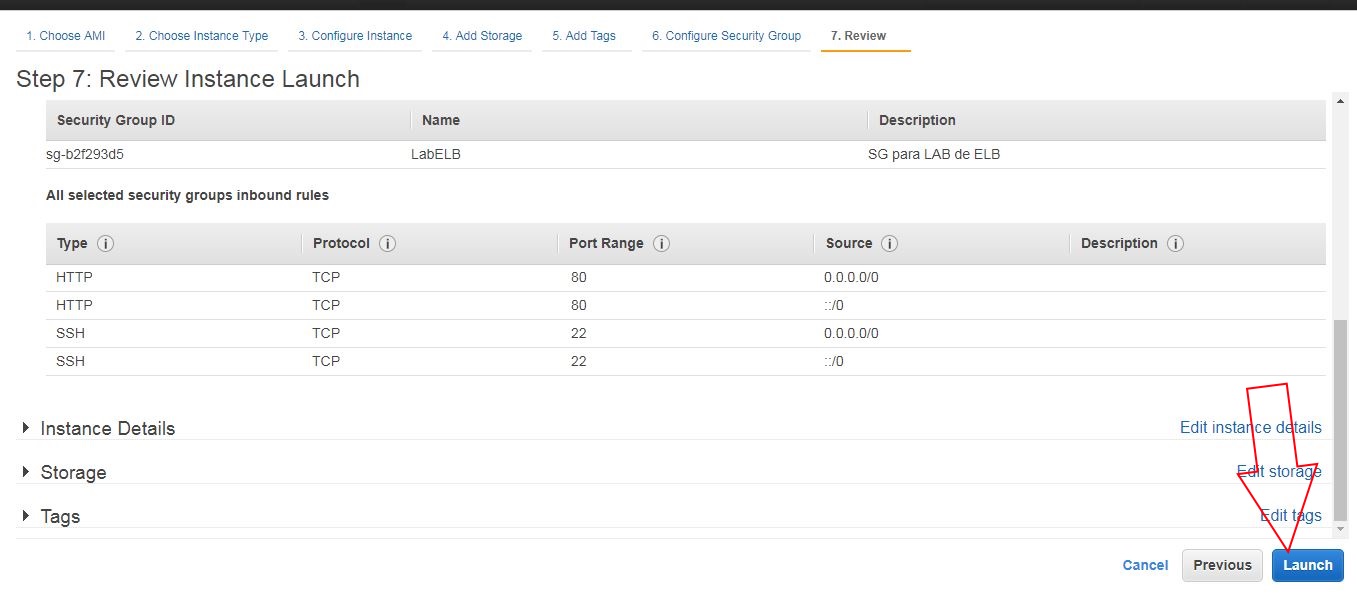 1. Choose AMI 2. Choose Instance Type 3. Configure Instance 4. Add Storage 5. Add Tags 6. Configure Security Group 7. Review
Step 7: Review Instance Launch
Security Group ID Name Description
sg-b2f293d5 LabELB SG para LAB de ELB
All selected security groups inbound rules
Type i Protocol i Port Range i Source i Description i
HTTP TCP 80 0.0.0.0/0
HTTP TCP 80 ::/0
SSH TCP 22 0.0.0.0/0
SSH TCP 22 ::/0
Instance Details Edit instance details
Storage Edit storage
Tags Edit tags
Cancel Previous Launch